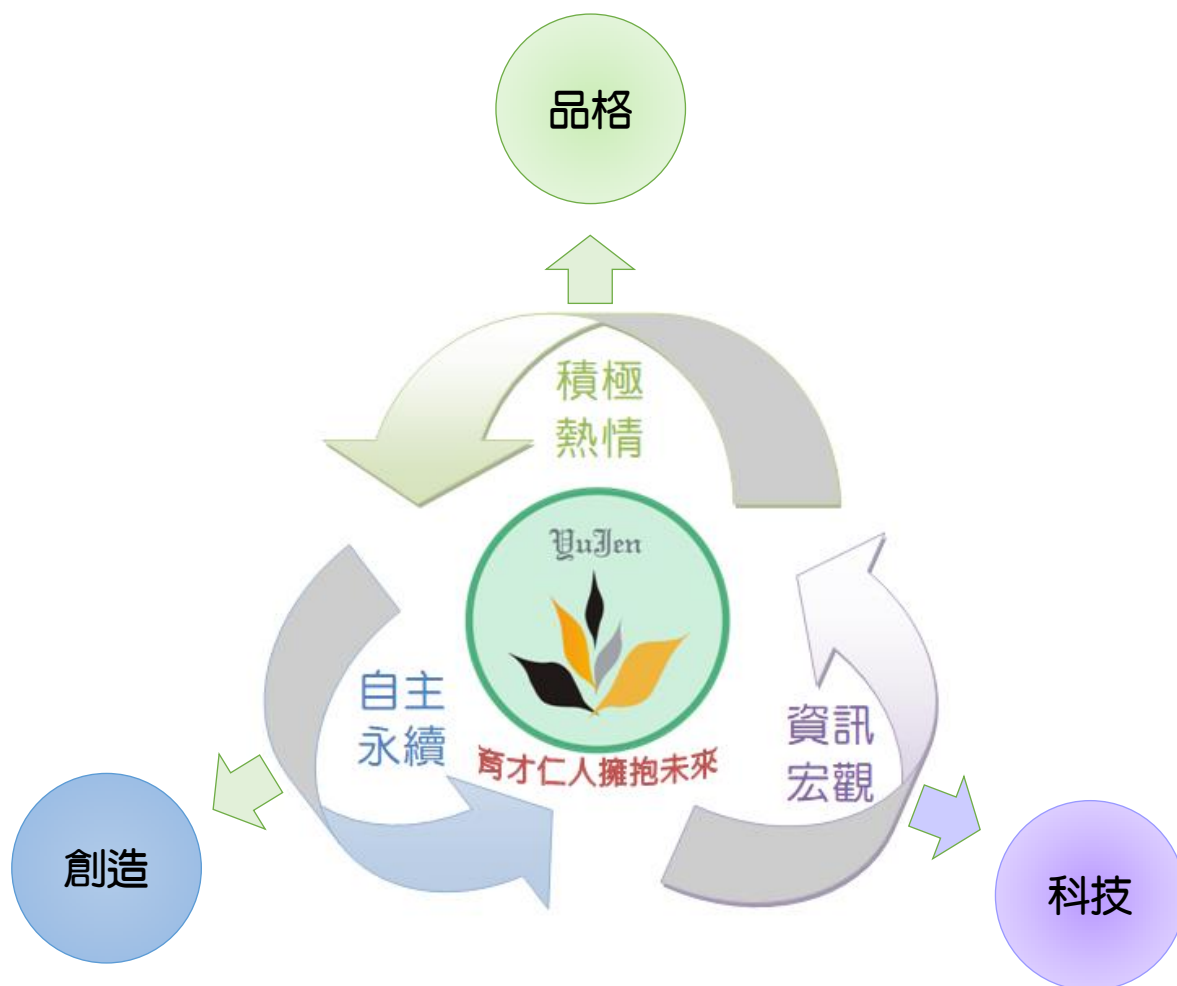 品格
積極
熱情
YuJen
自主
永續
育才仁人擁抱未來
資訊
宏觀
創造
科技